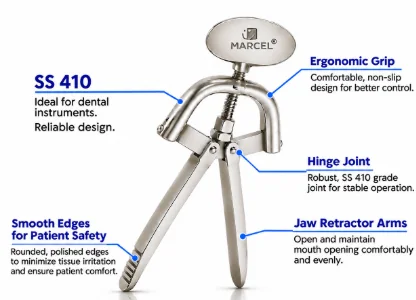 MARCEL®
SS 410
Ideal for dental
instruments.
Reliable design.
Ergonomic Grip
Comfortable, non-slip
design for better control.
Hinge Joint
Robust, SS 410 grade
joint for stable operation.
Smooth Edges
for Patient Safety
Rounded, polished edges
to minimize tissue irritation
and ensure patient comfort.
Jaw Retractor Arms
Open and maintain
mouth opening comfortably
and evenly.